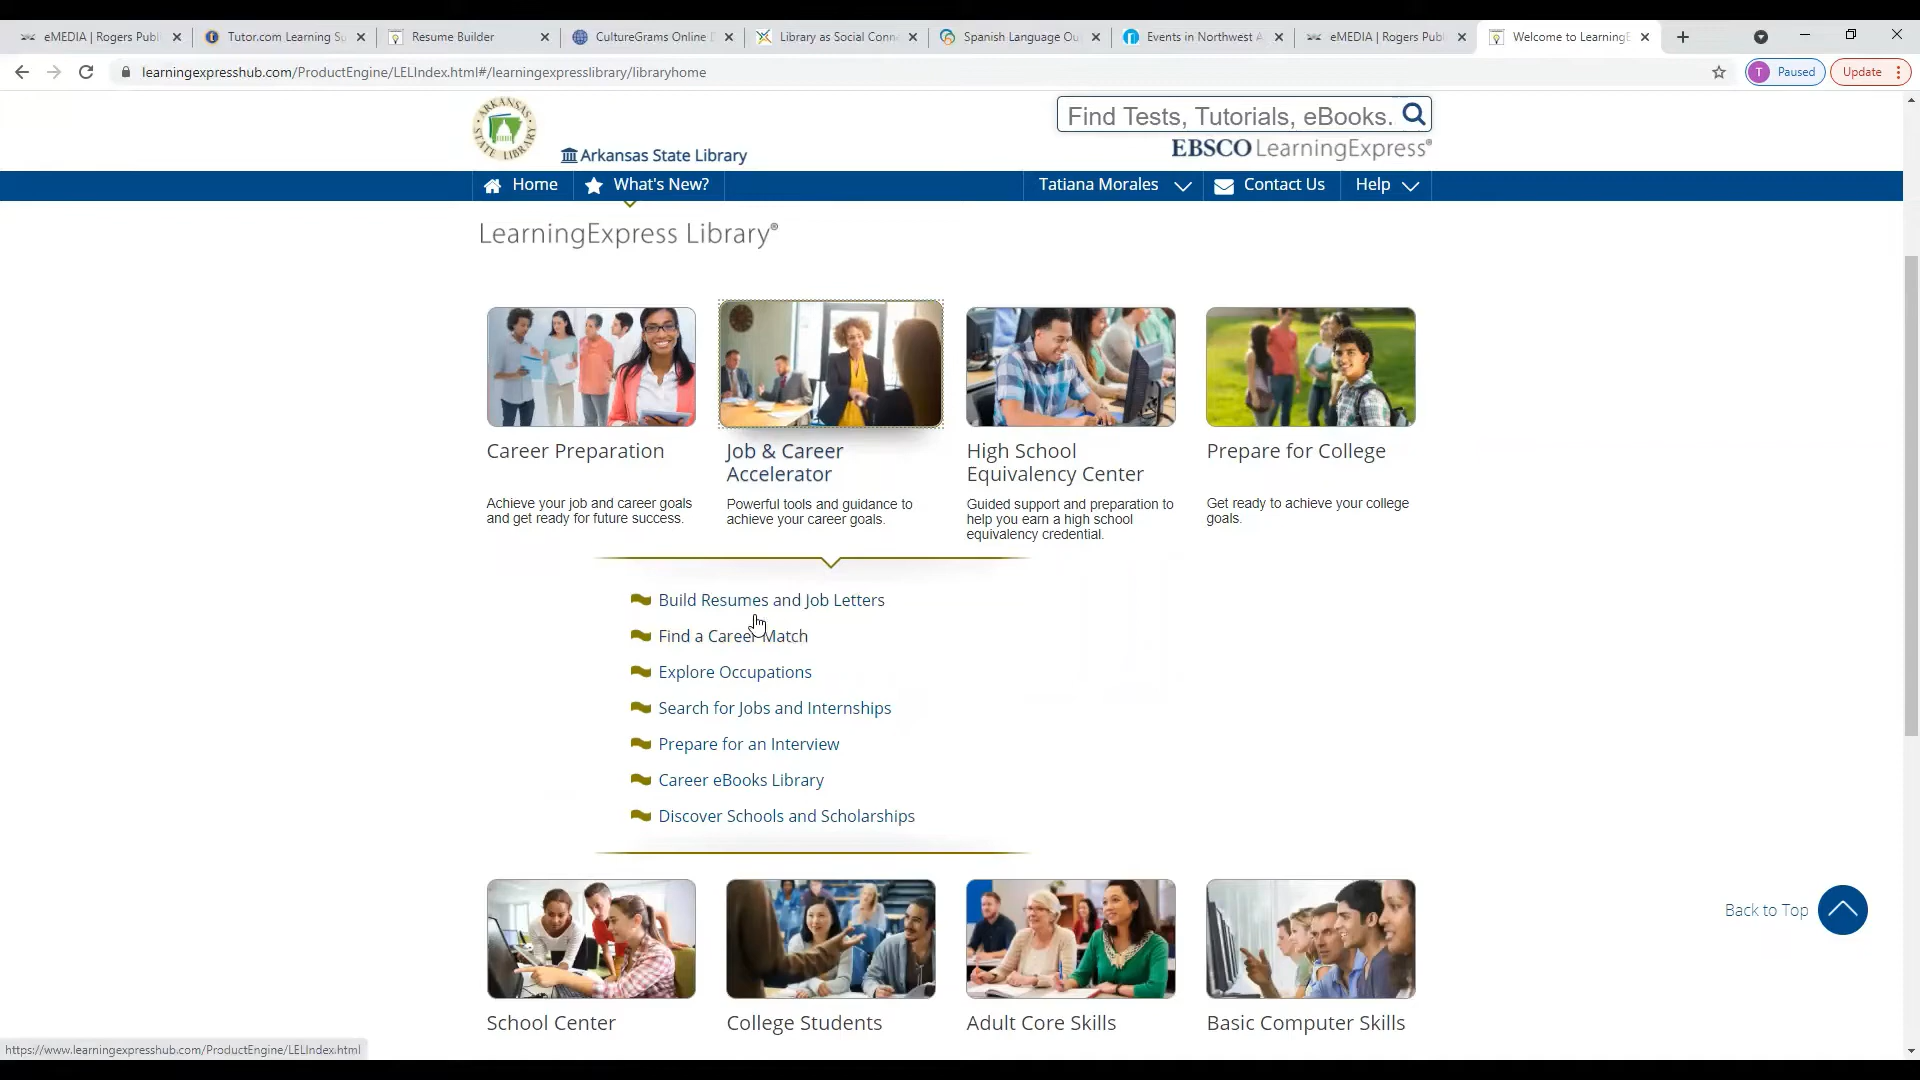 eMEDIA | Rogers Publ
Tutor.com Learning Su
Resume Builder
CultureGrams Online
Library as Social Conn
Spanish Language Ou
Events in Northwest A
eMEDIA | Rogers Publ
Welcome to LearningE
learningexpresshub.com/ProductEngine/LELIndex.html#/learningexpresslibrary/libraryhome
T Paused
Update
ARKANSAS STATE LIBRARY
Arkansas State Library
Find Tests, Tutorials, eBooks.
EBSCO LearningExpress®
Home
What's New?
Tatiana Morales
Contact Us
Help
LearningExpress Library®
Career Preparation
Achieve your job and career goals
and get ready for future success.
Job & Career
Accelerator
Powerful tools and guidance to
achieve your career goals.
High School
Equivalency Center
Guided support and preparation to
help you earn a high school
equivalency credential.
Prepare for College
Get ready to achieve your college
goals.
Build Resumes and Job Letters
Find a Career Match
Explore Occupations
Search for Jobs and Internships
Prepare for an Interview
Career eBooks Library
Discover Schools and Scholarships
Back to Top
School Center
College Students
Adult Core Skills
Basic Computer Skills
https://www.learningexpresshub.com/ProductEngine/LELIndex.html